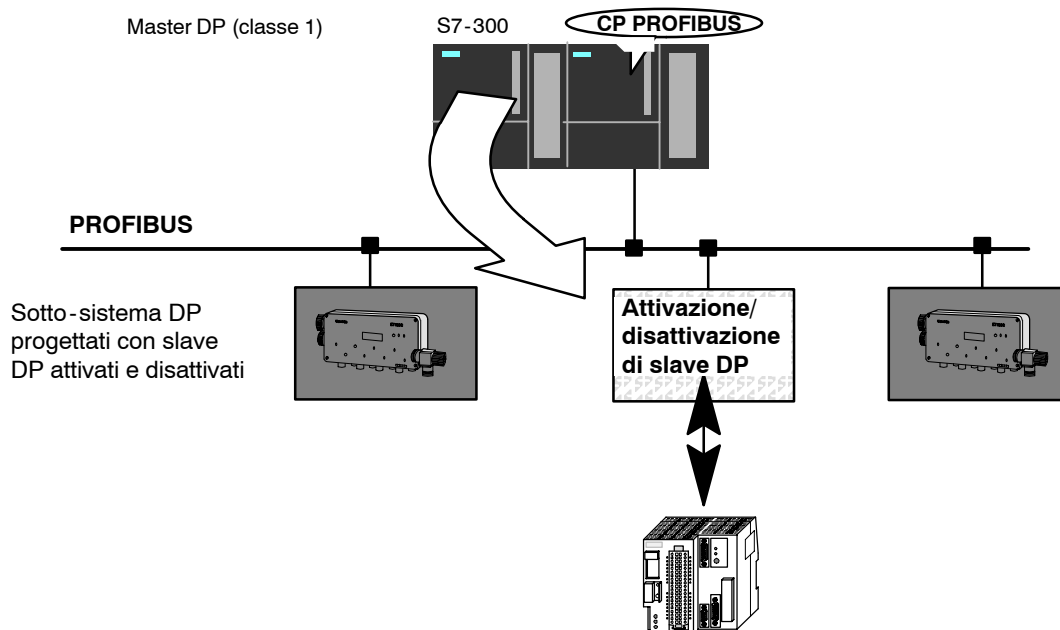 Master DP (classe 1)
S7-300
CP PROFIBUS
PROFIBUS
Sotto-sistema DP
progettati con slave
DP attivati e disattivati
Attivazione/
disattivazione
di slave DP